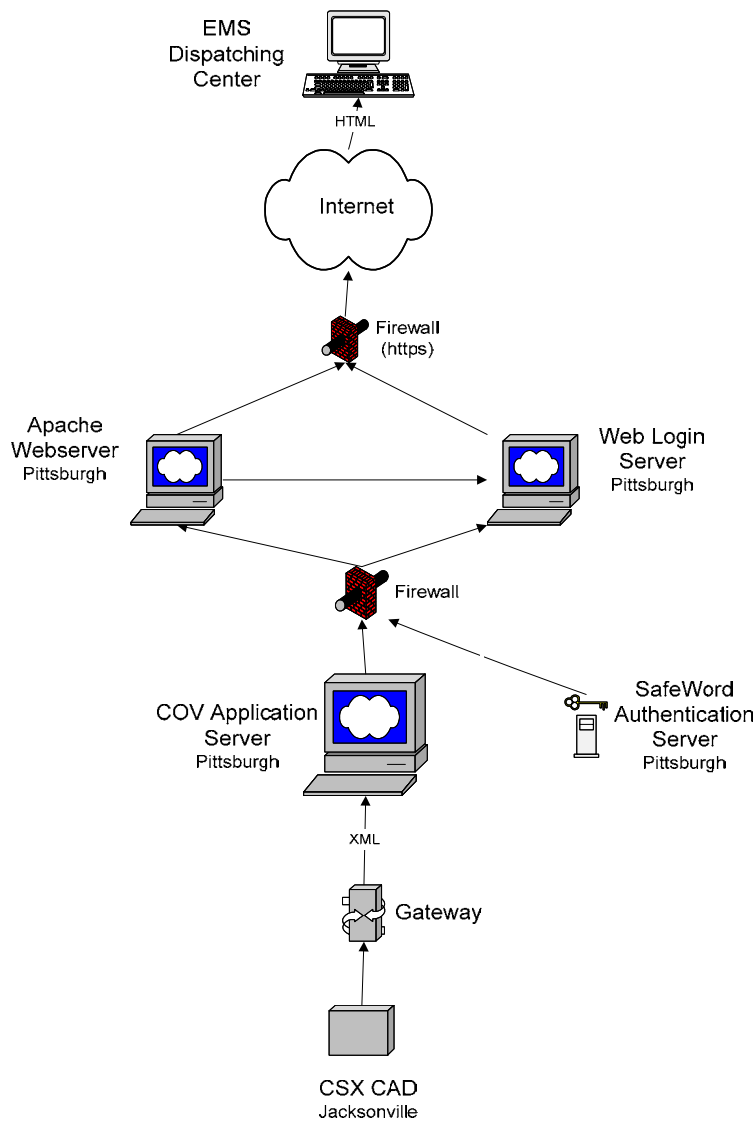 EMS
Dispatching
Center
HTML
Internet
Firewall
(https)
Apache
Webserver
Pittsburgh
Web Login
Server
Pittsburgh
Firewall
COV Application
Server
Pittsburgh
SafeWord
Authentication
Server
Pittsburgh
XML
Gateway
CSX CAD
Jacksonville